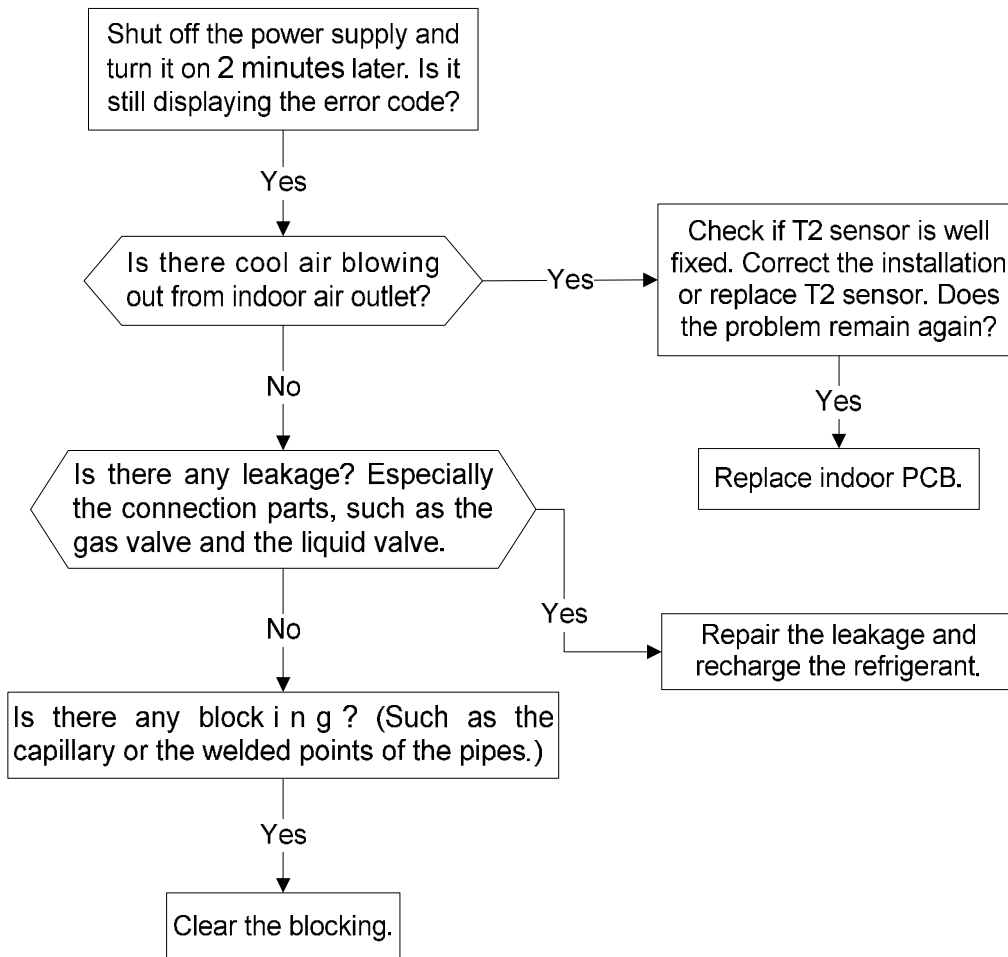 Shut off the power supply and
turn it on 2 minutes later. Is it
still displaying the error code?
Yes
Is there cool air blowing
out from indoor air outlet?
Yes
Check if T2 sensor is well
fixed. Correct the installation
or replace T2 sensor. Does
the problem remain again?
Yes
Replace indoor PCB.
No
Is there any leakage? Especially
the connection parts, such as the
gas valve and the liquid valve.
Yes
Repair the leakage and
recharge the refrigerant.
No
Is there any blocking? (Such as the
capillary or the welded points of the pipes.)
Yes
Clear the blocking.